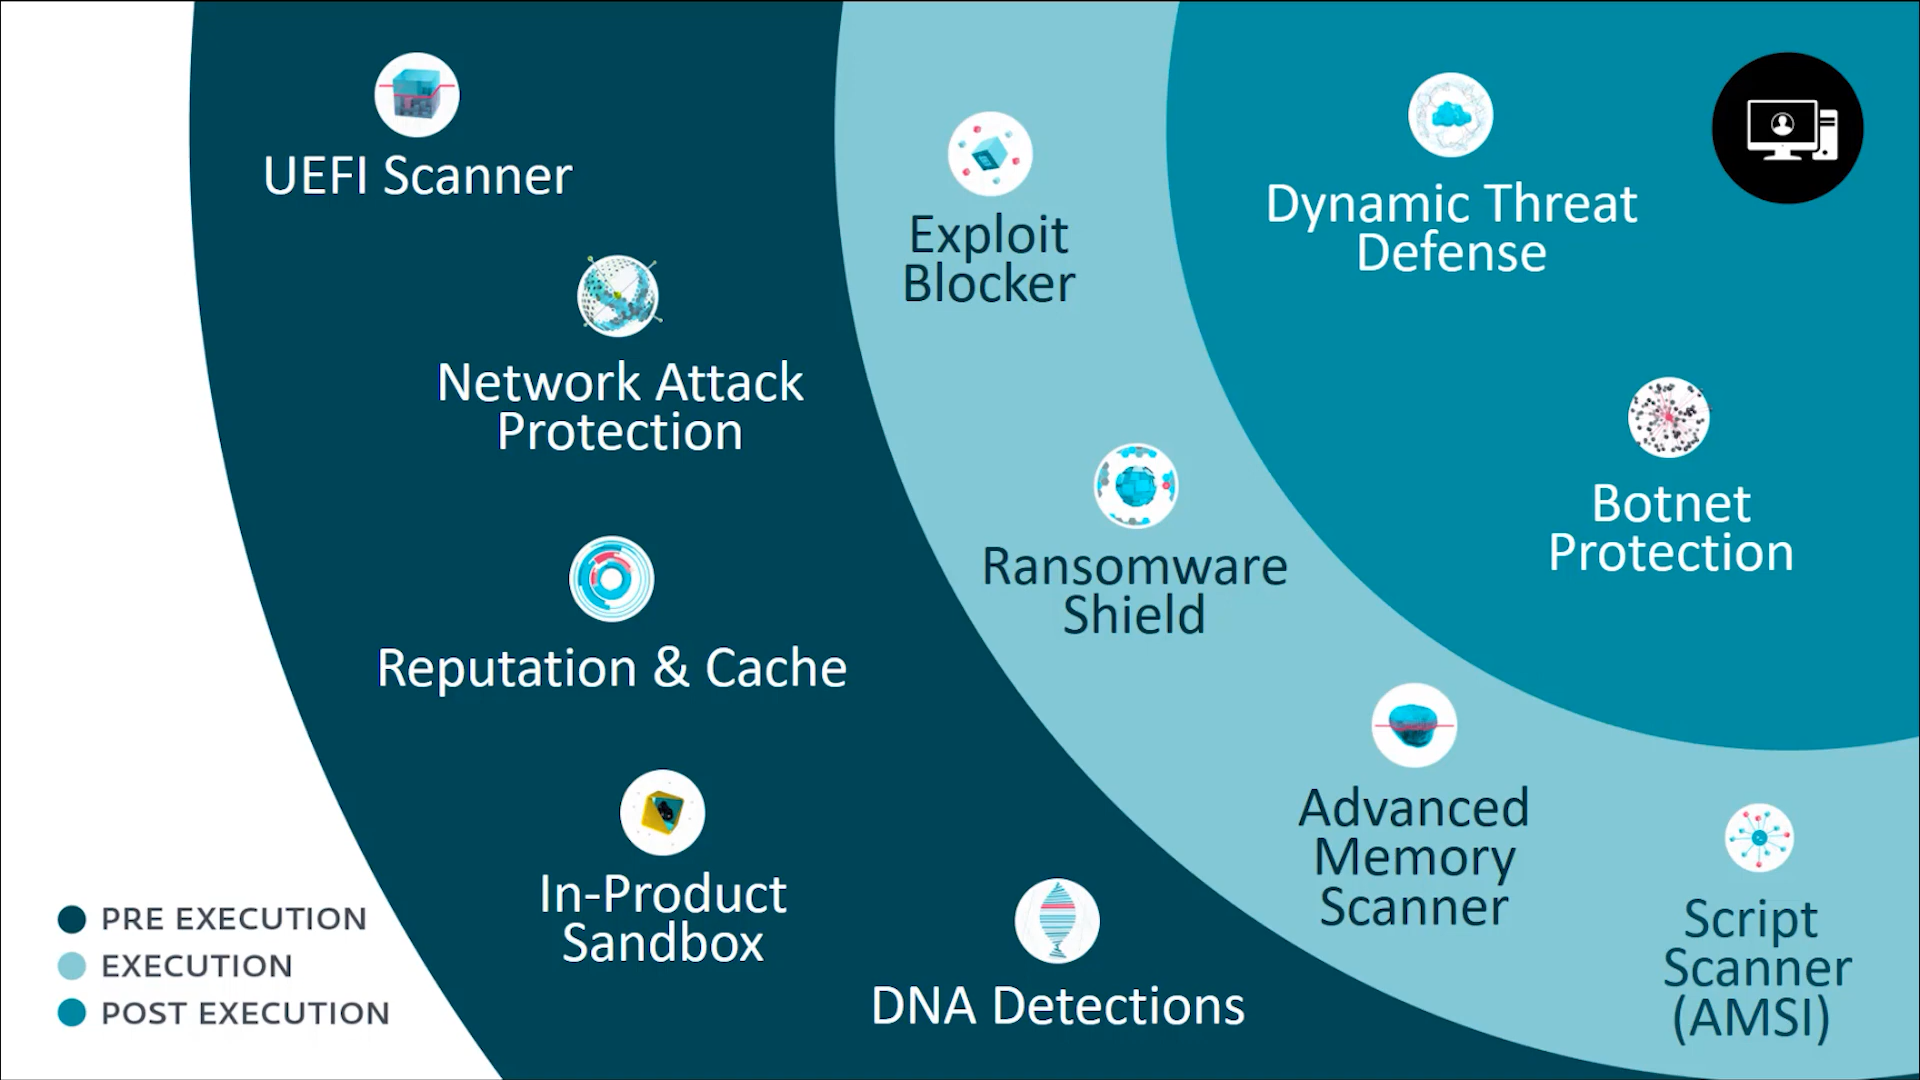 UEFI Scanner
Network Attack
Protection
Reputation & Cache
In-Product
Sandbox
DNA Detections
Exploit
Blocker
Ransomware
Shield
Advanced
Memory
Scanner
Script
Scanner
(AMSI)
Dynamic Threat
Defense
Botnet
Protection
PRE EXECUTION
EXECUTION
POST EXECUTION